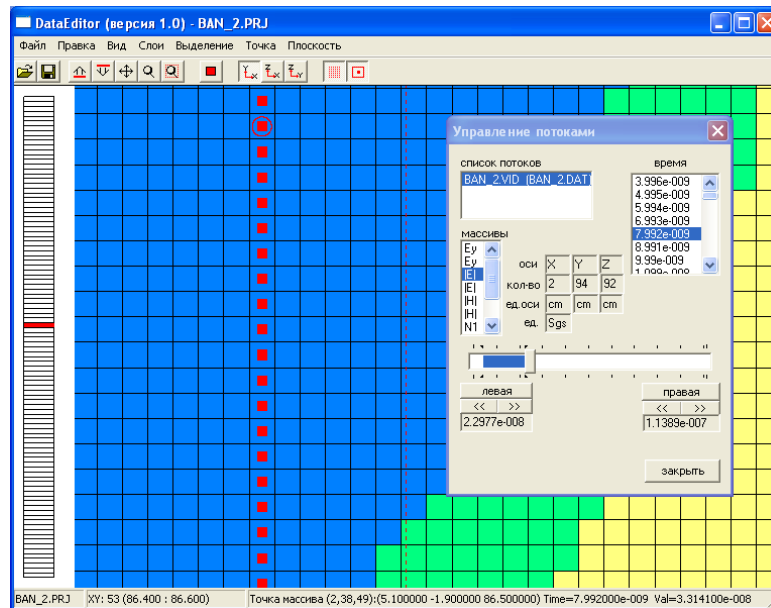 DataEditor (версия 1.0) - BAN_2.PRJ
Файл Правка Вид Слои Выделение Точка Плоскость
Управление потоками
список потоков
время
BAN_2.VID (BAN_2.DAT)
3.996e-009
4.995e-009
5.994e-009
6.993e-009
7.992e-009
8.991e-009
9.99e-009
1.099e-008
массивы
Ey
Ey
|E|
|E|
|H|
|H|
N1
оси X Y Z
кол-во 2 94 92
ед.оси cm cm cm
ед. Sgs
левая
<< >>
2.2977e-008
правая
<< >>
1.1389e-007
закрыть
BAN_2.PRJ XY: 53 (86.400 : 86.600) Точка массива (2,38,49):(5.100000 -1.900000 86.500000) Time=7.992000e-009 Val=3.314100e-008